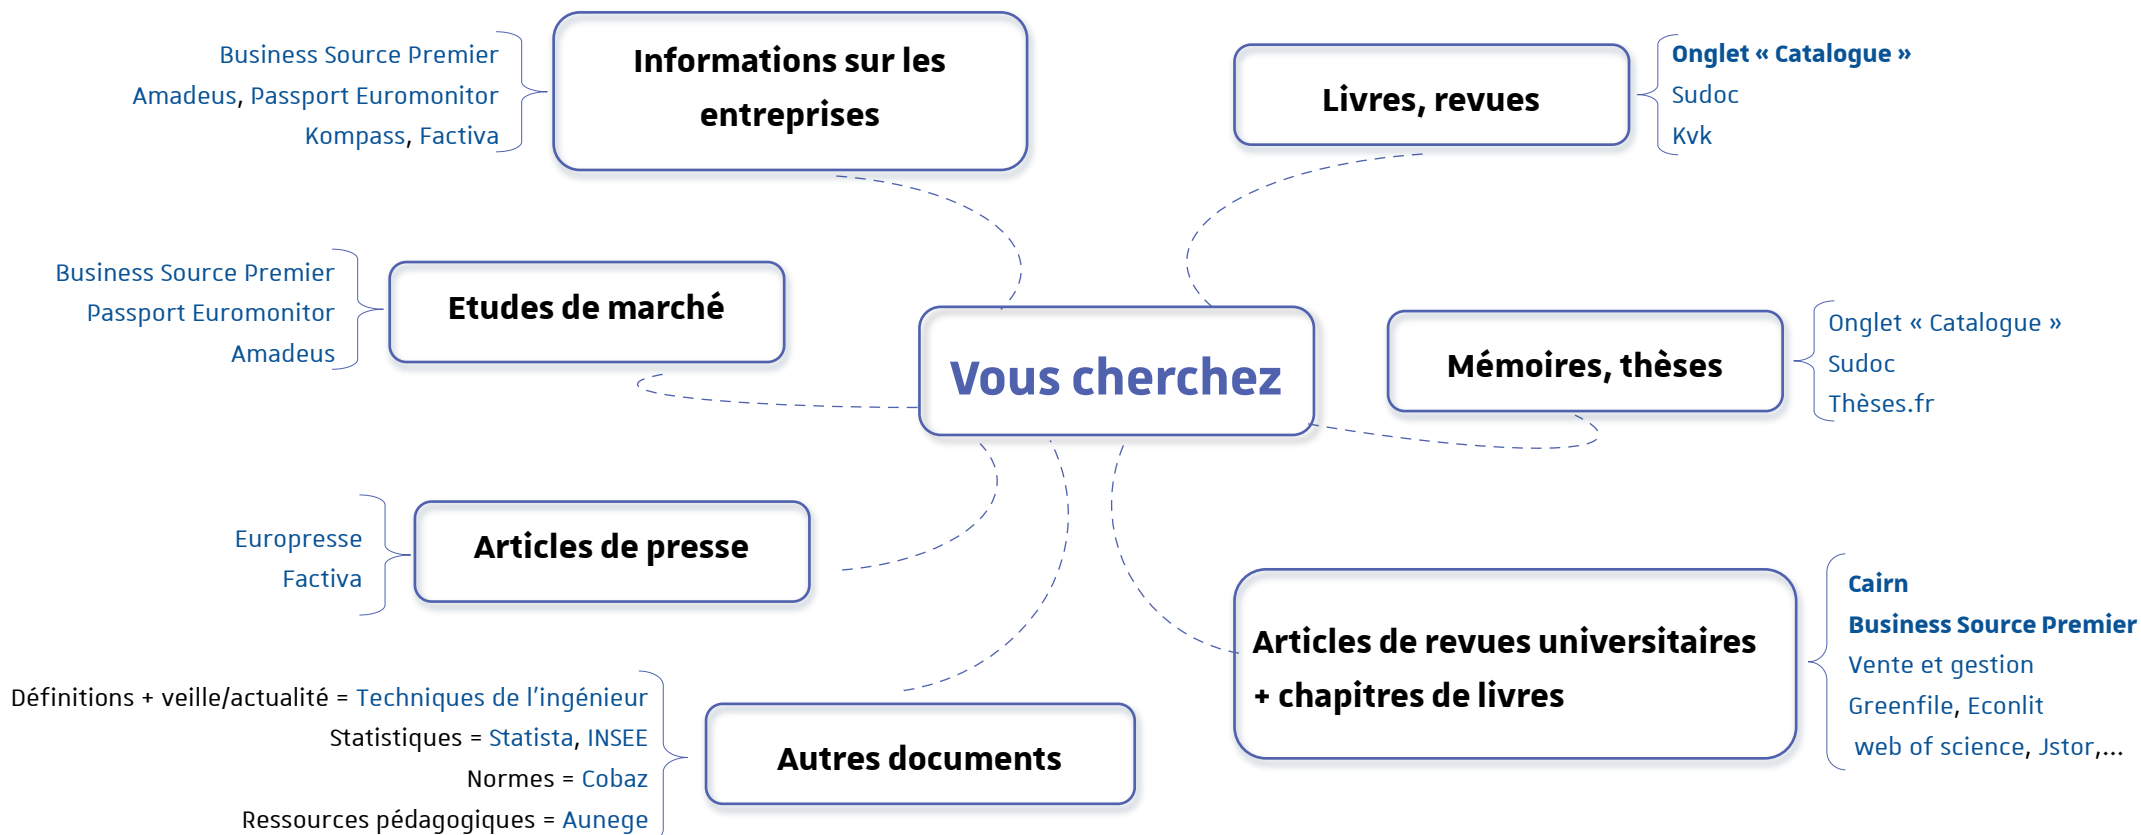 Vous cherchez
Informations sur les
entreprises
Business Source Premier
Amadeus, Passport Euromonitor
Kompass, Factiva
Livres, revues
Onglet « Catalogue »
Sudoc
Kvk
Etudes de marché
Business Source Premier
Passport Euromonitor
Amadeus
Mémoires, thèses
Onglet « Catalogue »
Sudoc
Thèses.fr
Articles de presse
Europresse
Factiva
Articles de revues universitaires
+ chapitres de livres
Cairn
Business Source Premier
Vente et gestion
Greenfile, Econlit
web of science, Jstor,...
Autres documents
Définitions + veille/actualité = Techniques de l'ingénieur
Statistiques = Statista, INSEE
Normes = Cobaz
Ressources pédagogiques = Aunege